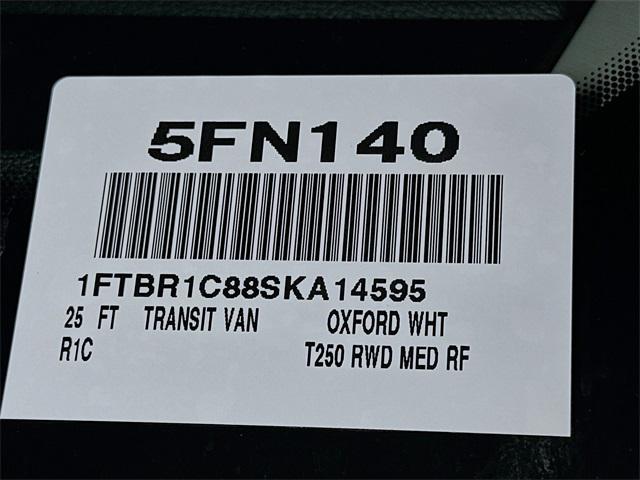 5FN140
1FTBR1C88SKA14595
25 FT TRANSIT VAN OXFORD WHT
R1C T250 RWD MED RF